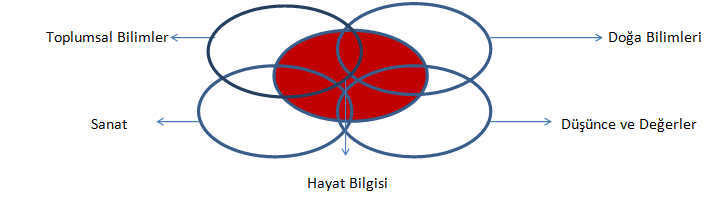 Toplumsal Bilimler
Doğa Bilimleri
Sanat
Düşünce ve Değerler
Hayat Bilgisi